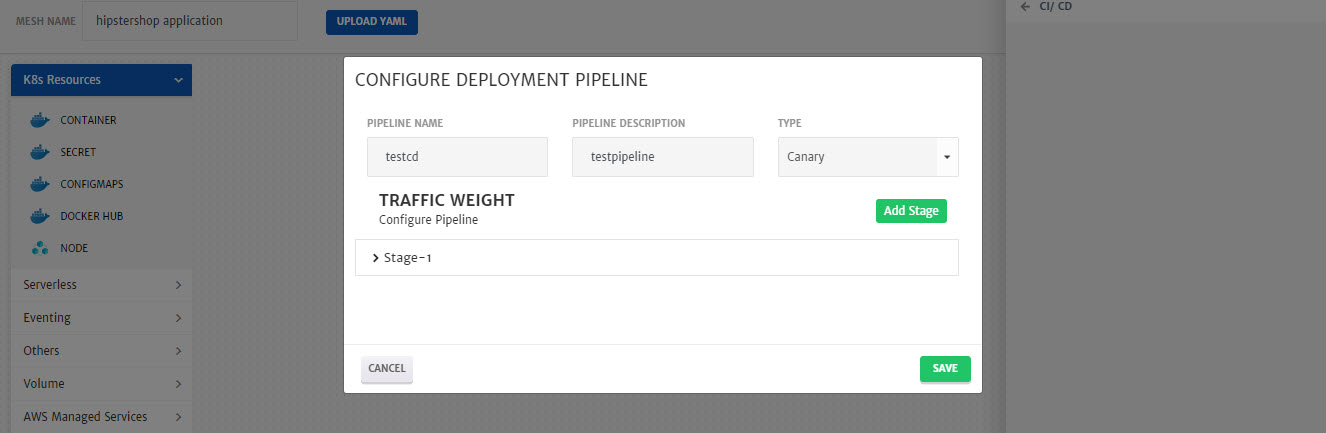 MESH NAME
hipstershop application
UPLOAD YAML
CI/ CD
K8s Resources
CONTAINER
SECRET
CONFIGMAPS
DOCKER HUB
NODE
Serverless
Eventing
Others
Volume
AWS Managed Services
CONFIGURE DEPLOYMENT PIPELINE
PIPELINE NAME
PIPELINE DESCRIPTION
TYPE
testcd
testpipeline
Canary
TRAFFIC WEIGHT
Configure Pipeline
Add Stage
Stage-1
CANCEL
SAVE